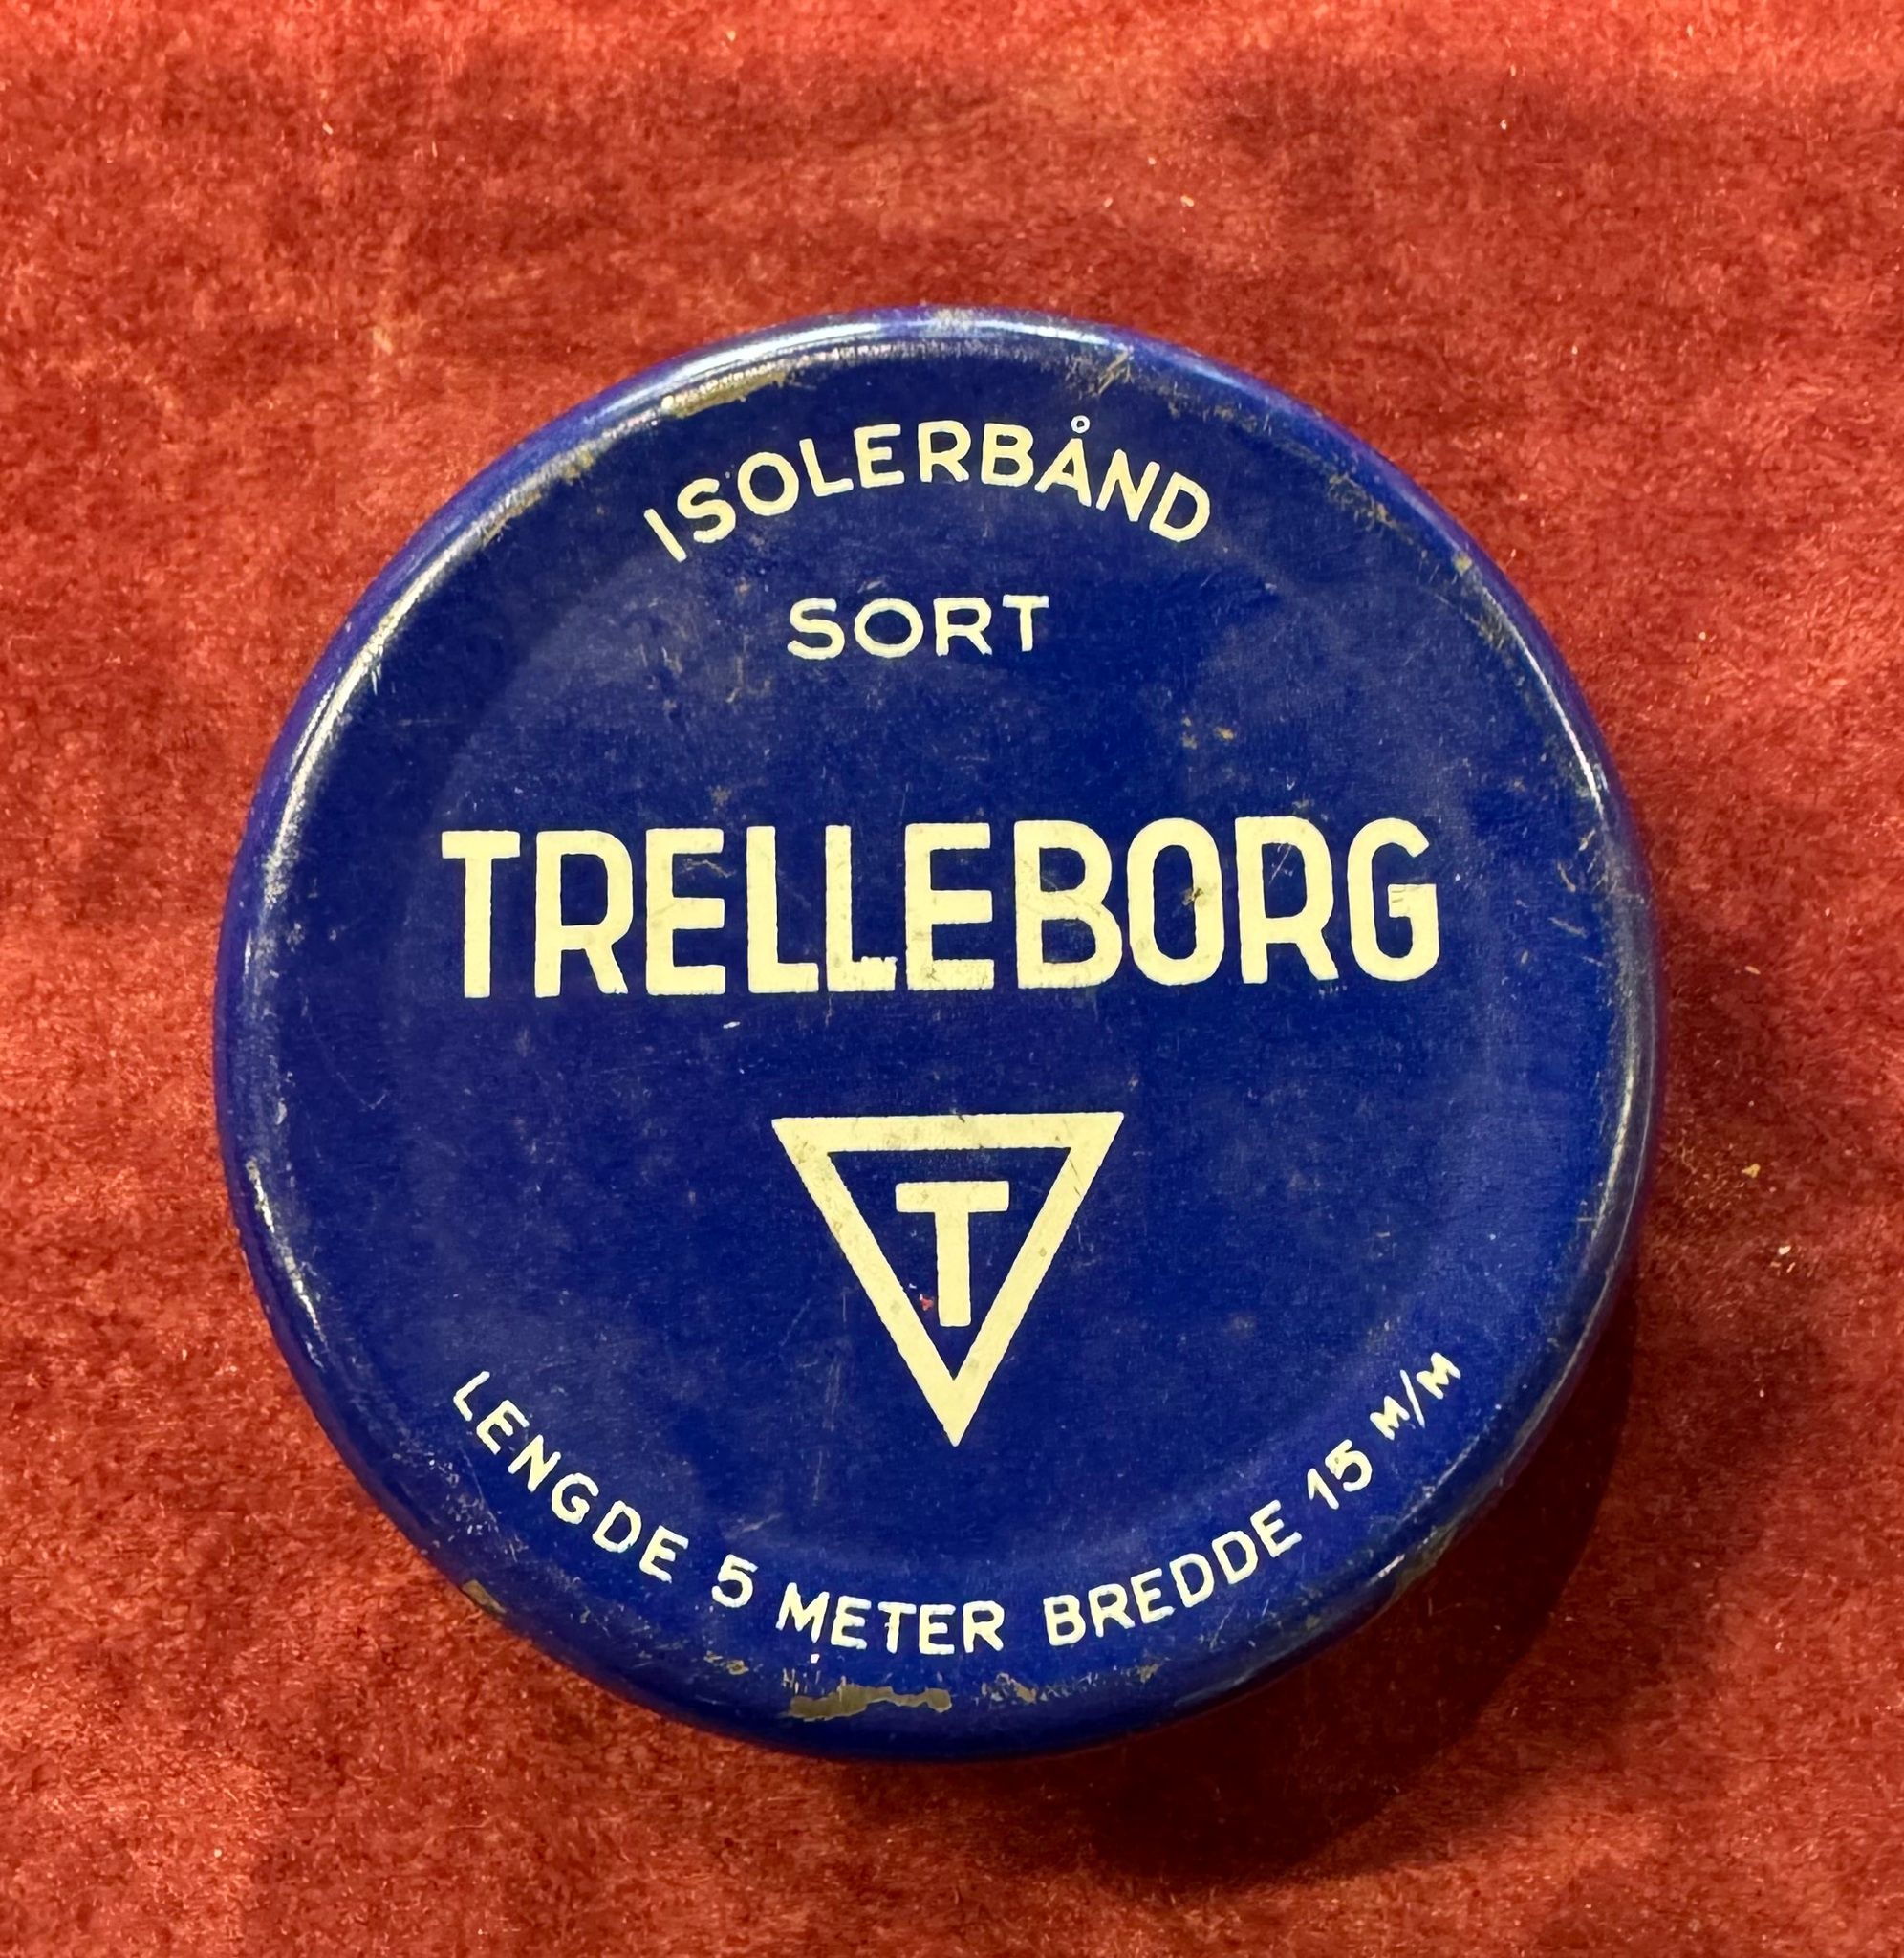 ISOLERBÅND
SORT
TRELLEBORG
T
LENGDE 5 METER BREDDE 15 M/M